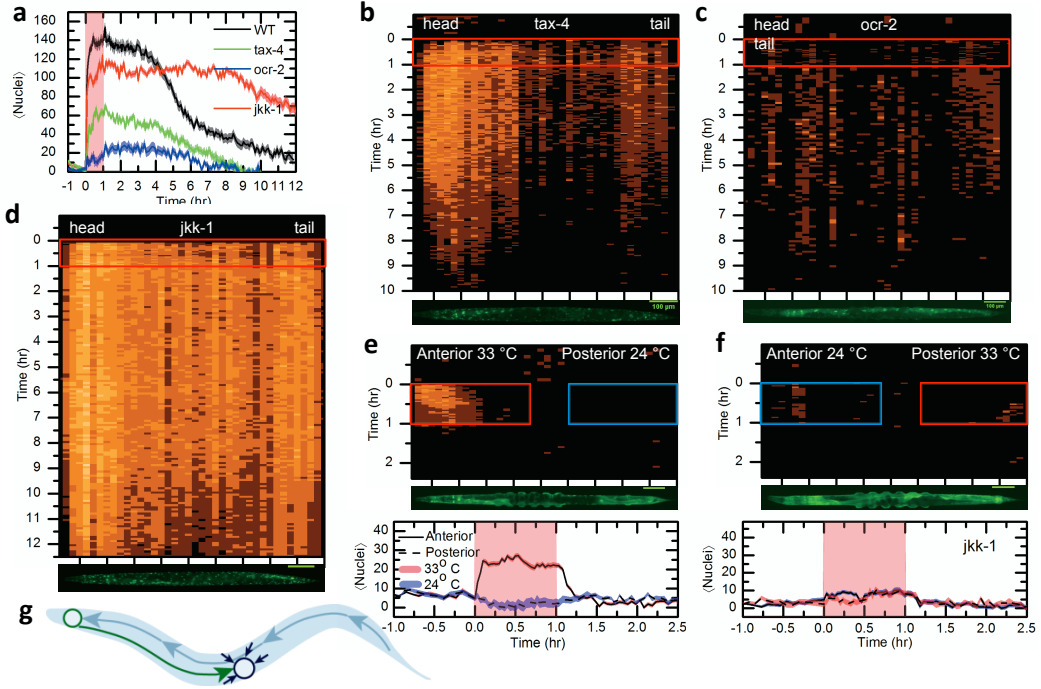 a
160
140
120
100
80
60
40
20
0
⟨Nuclei⟩
WT
tax-4
ocr-2
jkk-1
-1 0 1 2 3 4 5 6 7 8 9 10 11 12
Time (hr)
b
head tax-4 tail
0
1
2
3
4
5
6
7
8
9
10
Time (hr)
100 µm
c
head ocr-2
tail
0
1
2
3
4
5
6
7
8
9
10
Time (hr)
100 µm
d
head jkk-1 tail
0
1
2
3
4
5
6
7
8
9
10
11
12
Time (hr)
e
Anterior 33 °C Posterior 24 °C
0
1
2
Time (hr)
50
40
30
20
10
0
⟨Nuclei⟩
Anterior
Posterior
33° C
24° C
-1.0 -0.5 0.0 0.5 1.0 1.5 2.0 2.5
Time (hr)
f
Anterior 24 °C Posterior 33 °C
0
1
2
Time (hr)
jkk-1
40
30
20
10
0
⟨Nuclei⟩
-1.0 -0.5 0.0 0.5 1.0 1.5 2.0 2.5
Time (hr)
g